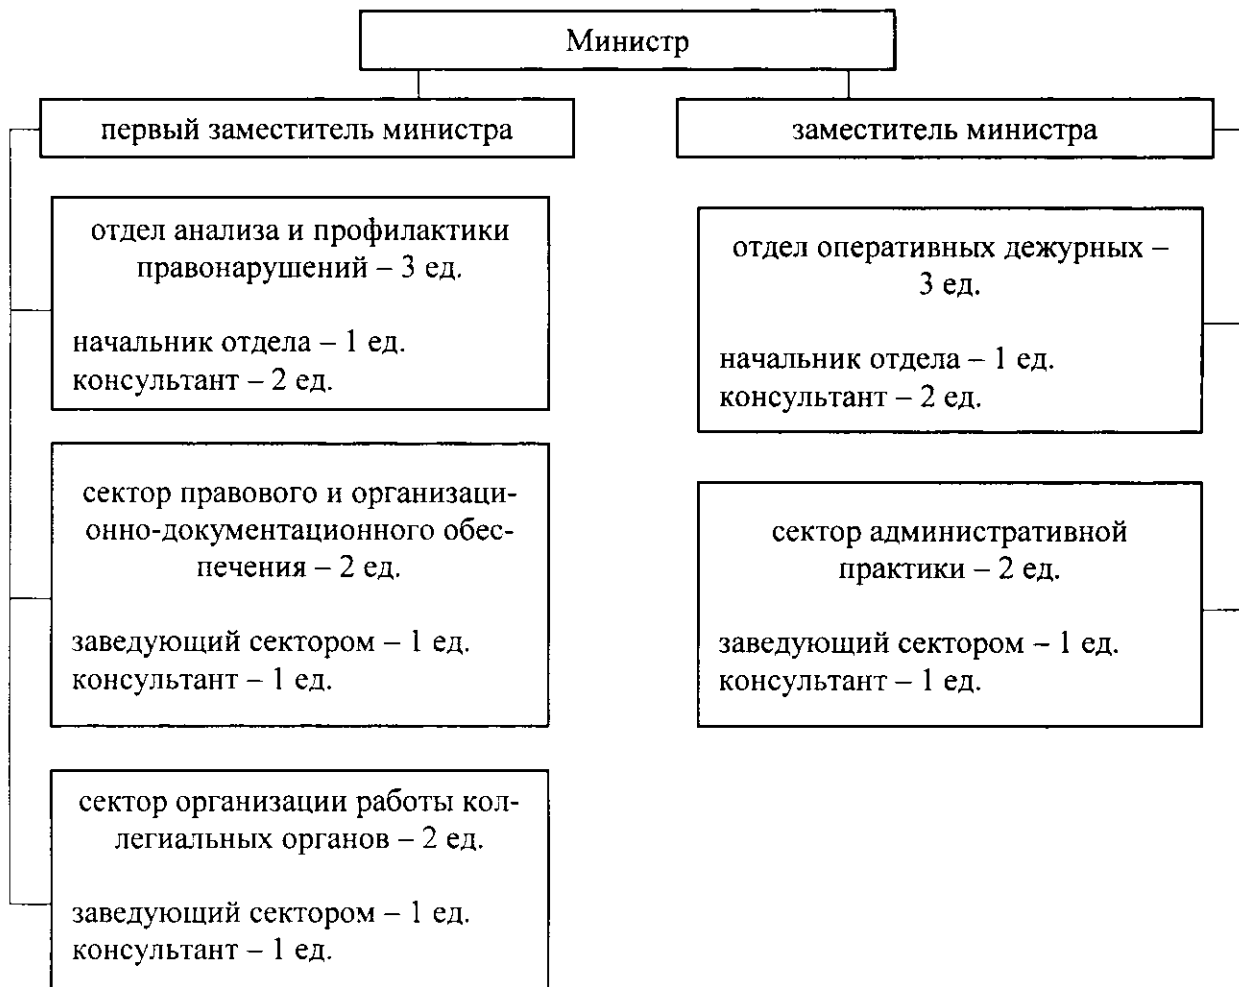 Министр
первый заместитель министра
заместитель министра
отдел анализа и профилактики
правонарушений – 3 ед.
начальник отдела – 1 ед.
консультант – 2 ед.
сектор правового и организаци-
онно-документационного обес-
печения – 2 ед.
заведующий сектором – 1 ед.
консультант – 1 ед.
сектор организации работы кол-
легиальных органов – 2 ед.
заведующий сектором – 1 ед.
консультант – 1 ед.
отдел оперативных дежурных –
3 ед.
начальник отдела – 1 ед.
консультант – 2 ед.
сектор административной
практики – 2 ед.
заведующий сектором – 1 ед.
консультант – 1 ед.